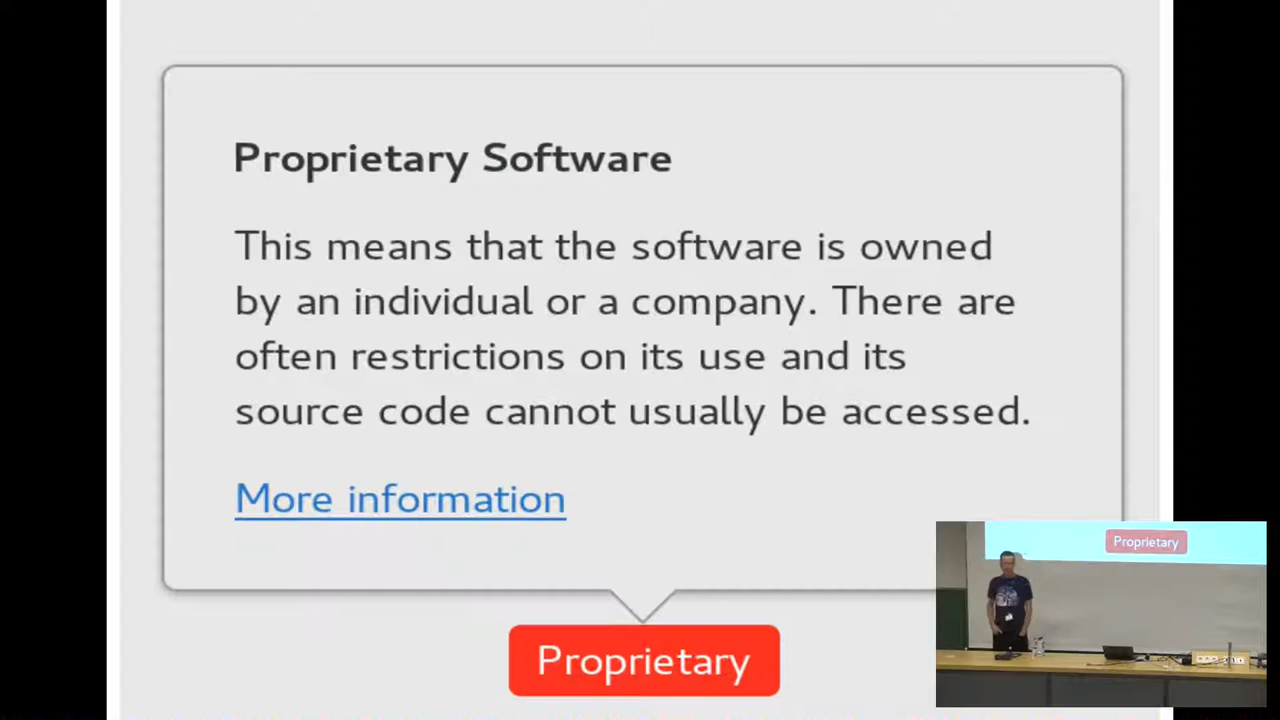 Proprietary Software
This means that the software is owned
by an individual or a company. There are
often restrictions on its use and its
source code cannot usually be accessed.
More information
Proprietary
Proprietary